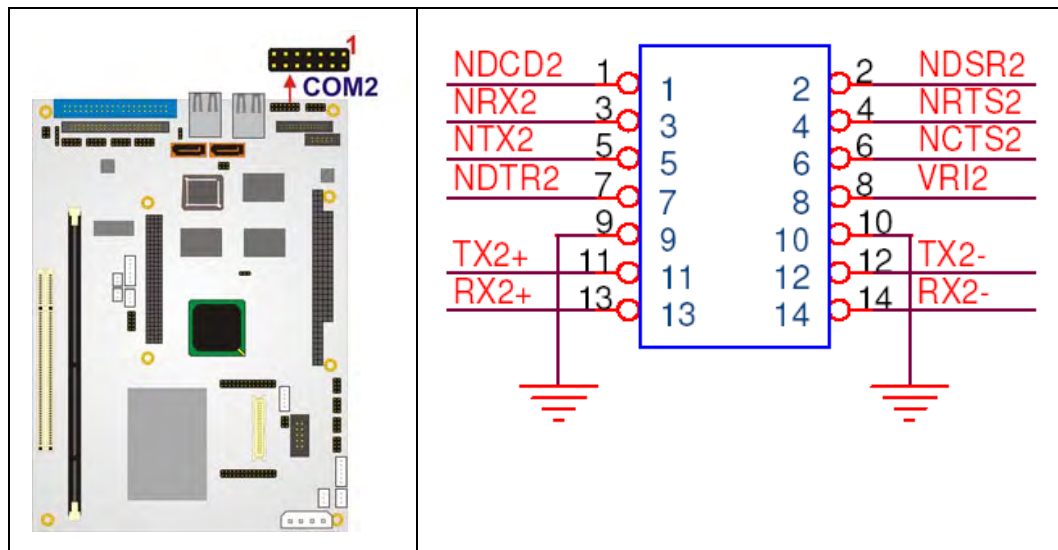 1
COM2
NDCD2 1 1 2 2 NDSR2
NRX2 3 3 4 4 NRTS2
NTX2 5 5 6 6 NCTS2
NDTR2 7 7 8 8 VRI2
9 9 10 10
TX2+ 11 11 12 12 TX2-
RX2+ 13 13 14 14 RX2-